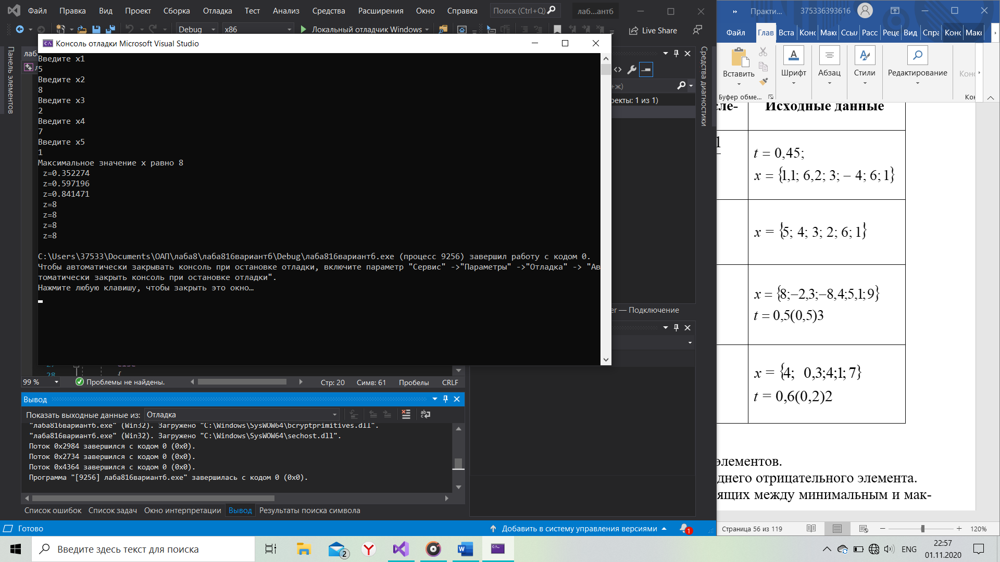 Файл Правка Вид Проект Сборка Отладка Тест Анализ Средства Расширения Окно Справка Поиск (Ctrl+Q) лаб...антб
Debug x86 Локальный отладчик Windows Live Share
Панель элементов
Консоль отладки Microsoft Visual Studio
Введите x1
5
Введите x2
8
Введите x3
2
Введите x4
7
Введите x5
1
Максимальное значение x равно 8
z=0.352274
z=0.597196
z=0.841471
z=8
z=8
z=8
z=8
C:\Users\37533\Documents\ОАП\лаба8\лаба816вариант6\Debug\лаба816вариант6.exe (процесс 9256) завершил работу с кодом 0.
Чтобы автоматически закрывать консоль при остановке отладки, включите параметр "Сервис" ->"Параметры" ->"Отладка" -> "Ав
томатически закрыть консоль при остановке отладки".
Нажмите любую клавишу, чтобы закрыть это окно…
+ж)
ректы: 1 из 1)
er — Подключение
Средства диагностики
28 {
99 % Проблемы не найдены. Стр: 20 Симв: 61 Пробелы CRLF
Вывод
Показать выходные данные из: Отладка
"лаба816вариант6.exe" (Win32). Загружено "C:\Windows\SysWOW64\bcryptprimitives.dll".
"лаба816вариант6.exe" (Win32). Загружено "C:\Windows\SysWOW64\sechost.dll".
Поток 0x2984 завершился с кодом 0 (0x0).
Поток 0x2734 завершился с кодом 0 (0x0).
Поток 0x4364 завершился с кодом 0 (0x0).
Программа "[9256] лаба816вариант6.exe" завершилась с кодом 0 (0x0).
Список ошибок Список задач Окно интерпретации Вывод Результаты поиска символа
Готово Добавить в систему управления версиями 1
Практи... 375336393616
Файл Глав Вста Конс Маке Ссыл Расс Реце Вид Спра Конс Маке
Вставить Шрифт Абзац Стили Редактирование
Буфер обме...
сле- Исходные данные
1
t = 0,45;
x = {1,1; 6,2; 3; – 4; 6; 1}
x = {5; 4; 3; 2; 6; 1}
x = {8;–2,3;–8,4;5,1;9}
t = 0,5(0,5)3
x = {4; 0,3;4;1; 7}
t = 0,6(0,2)2
элементов.
днего отрицательного элемента.
ящих между минимальным и мак-
Страница 56 из 119 120%
Введите здесь текст для поиска 2 ENG 22:57
01.11.2020